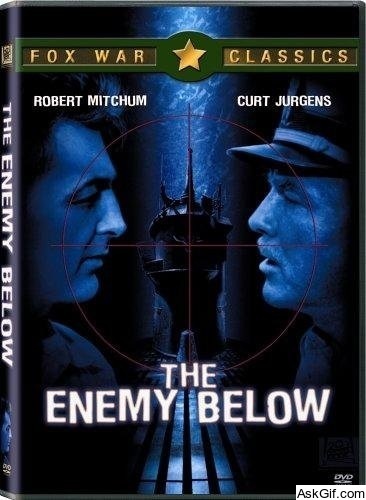 FOX WAR CLASSICS
ROBERT MITCHUM
CURT JURGENS
THE
ENEMY BELOW
THE ENEMY BELOW
DVD
DVD
AskGif.com